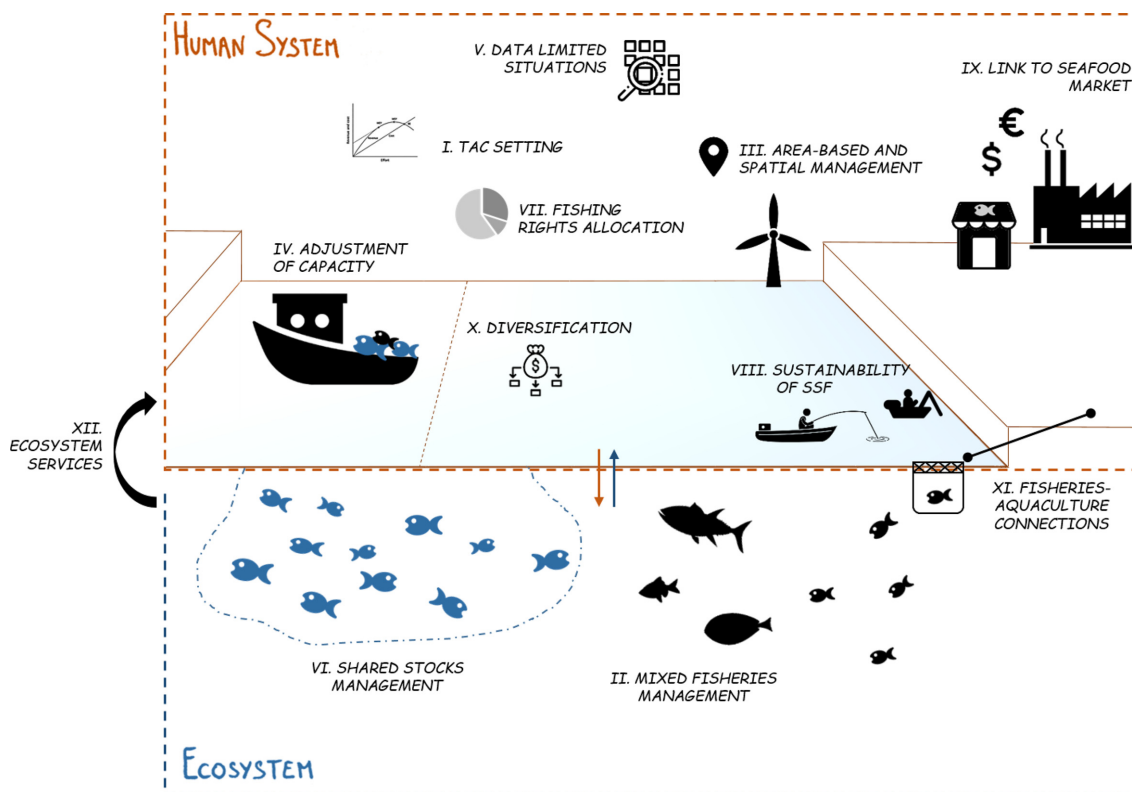 HUMAN SYSTEM
V. DATA LIMITED
SITUATIONS
IX. LINK TO SEAFOOD
MARKET
€
$
I. TAC SETTING
III. AREA-BASED AND
SPATIAL MANAGEMENT
VII. FISHING
RIGHTS ALLOCATION
IV. ADJUSTMENT
OF CAPACITY
X. DIVERSIFICATION
$
VIII. SUSTAINABILITY
OF SSF
XII.
ECOSYSTEM
SERVICES
XI. FISHERIES-
AQUACULTURE
CONNECTIONS
VI. SHARED STOCKS
MANAGEMENT
II. MIXED FISHERIES
MANAGEMENT
ECOSYSTEM